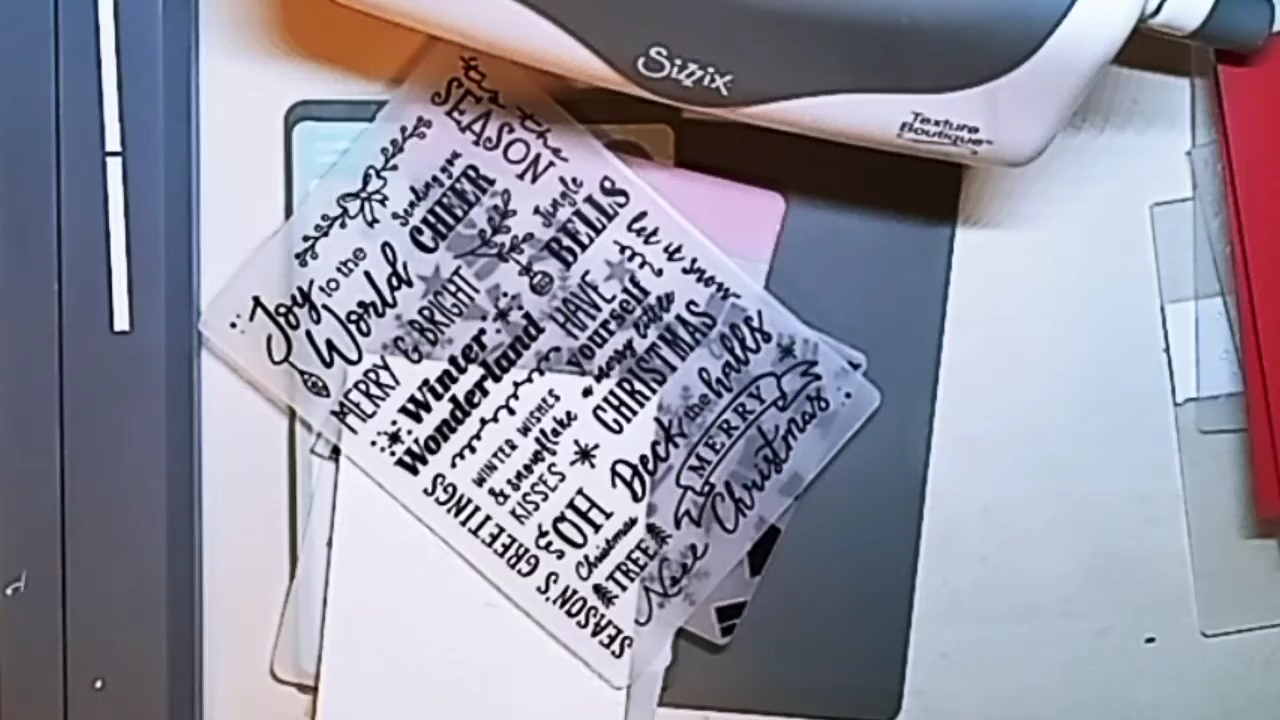 Sizzix
Texture
Boutique
tis the
SEASON
Sending you
CHEER
Jingle
BELLS
let it snow
Joy
to the
World
MERRY & BRIGHT
HAVE
yourself
a merry little
CHRISTMAS
Winter
Wonderland
WINTER WISHES
& snowflake
KISSES
Deck the halls
MERRY
Christmas
SEASON'S GREETINGS
OH
Christmas
TREE
Noel